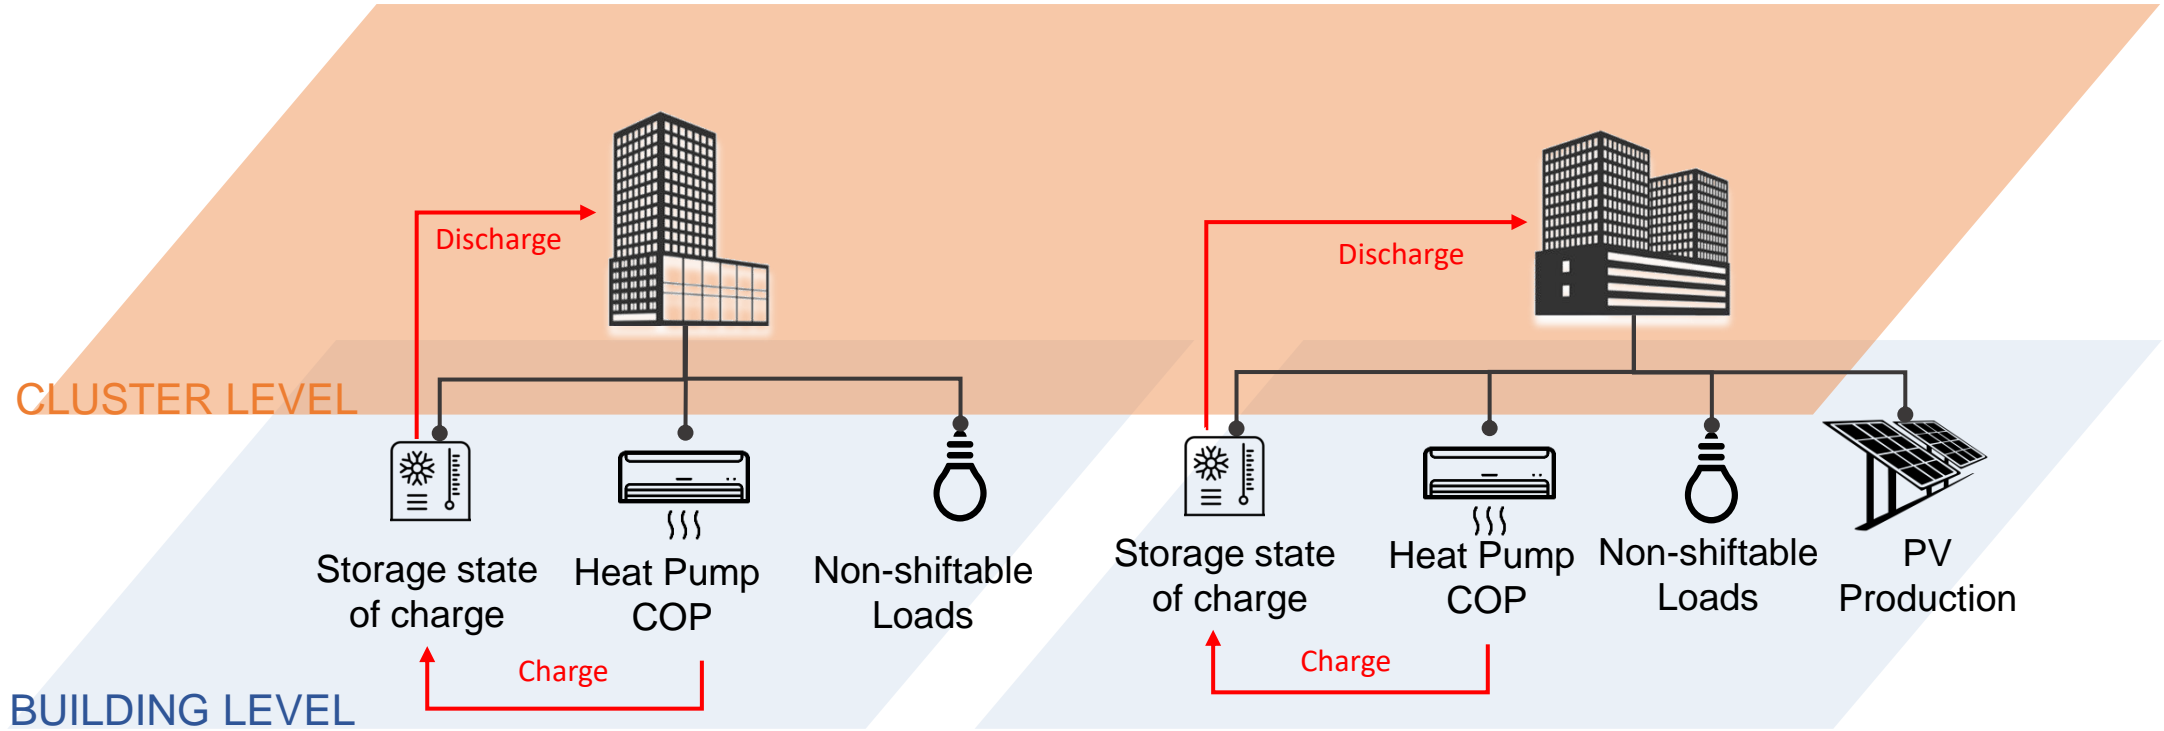 Discharge
Discharge
CLUSTER LEVEL
Storage state
of charge
Heat Pump
COP
Non-shiftable
Loads
Storage state
of charge
Heat Pump
COP
Non-shiftable
Loads
PV
Production
Charge
Charge
BUILDING LEVEL